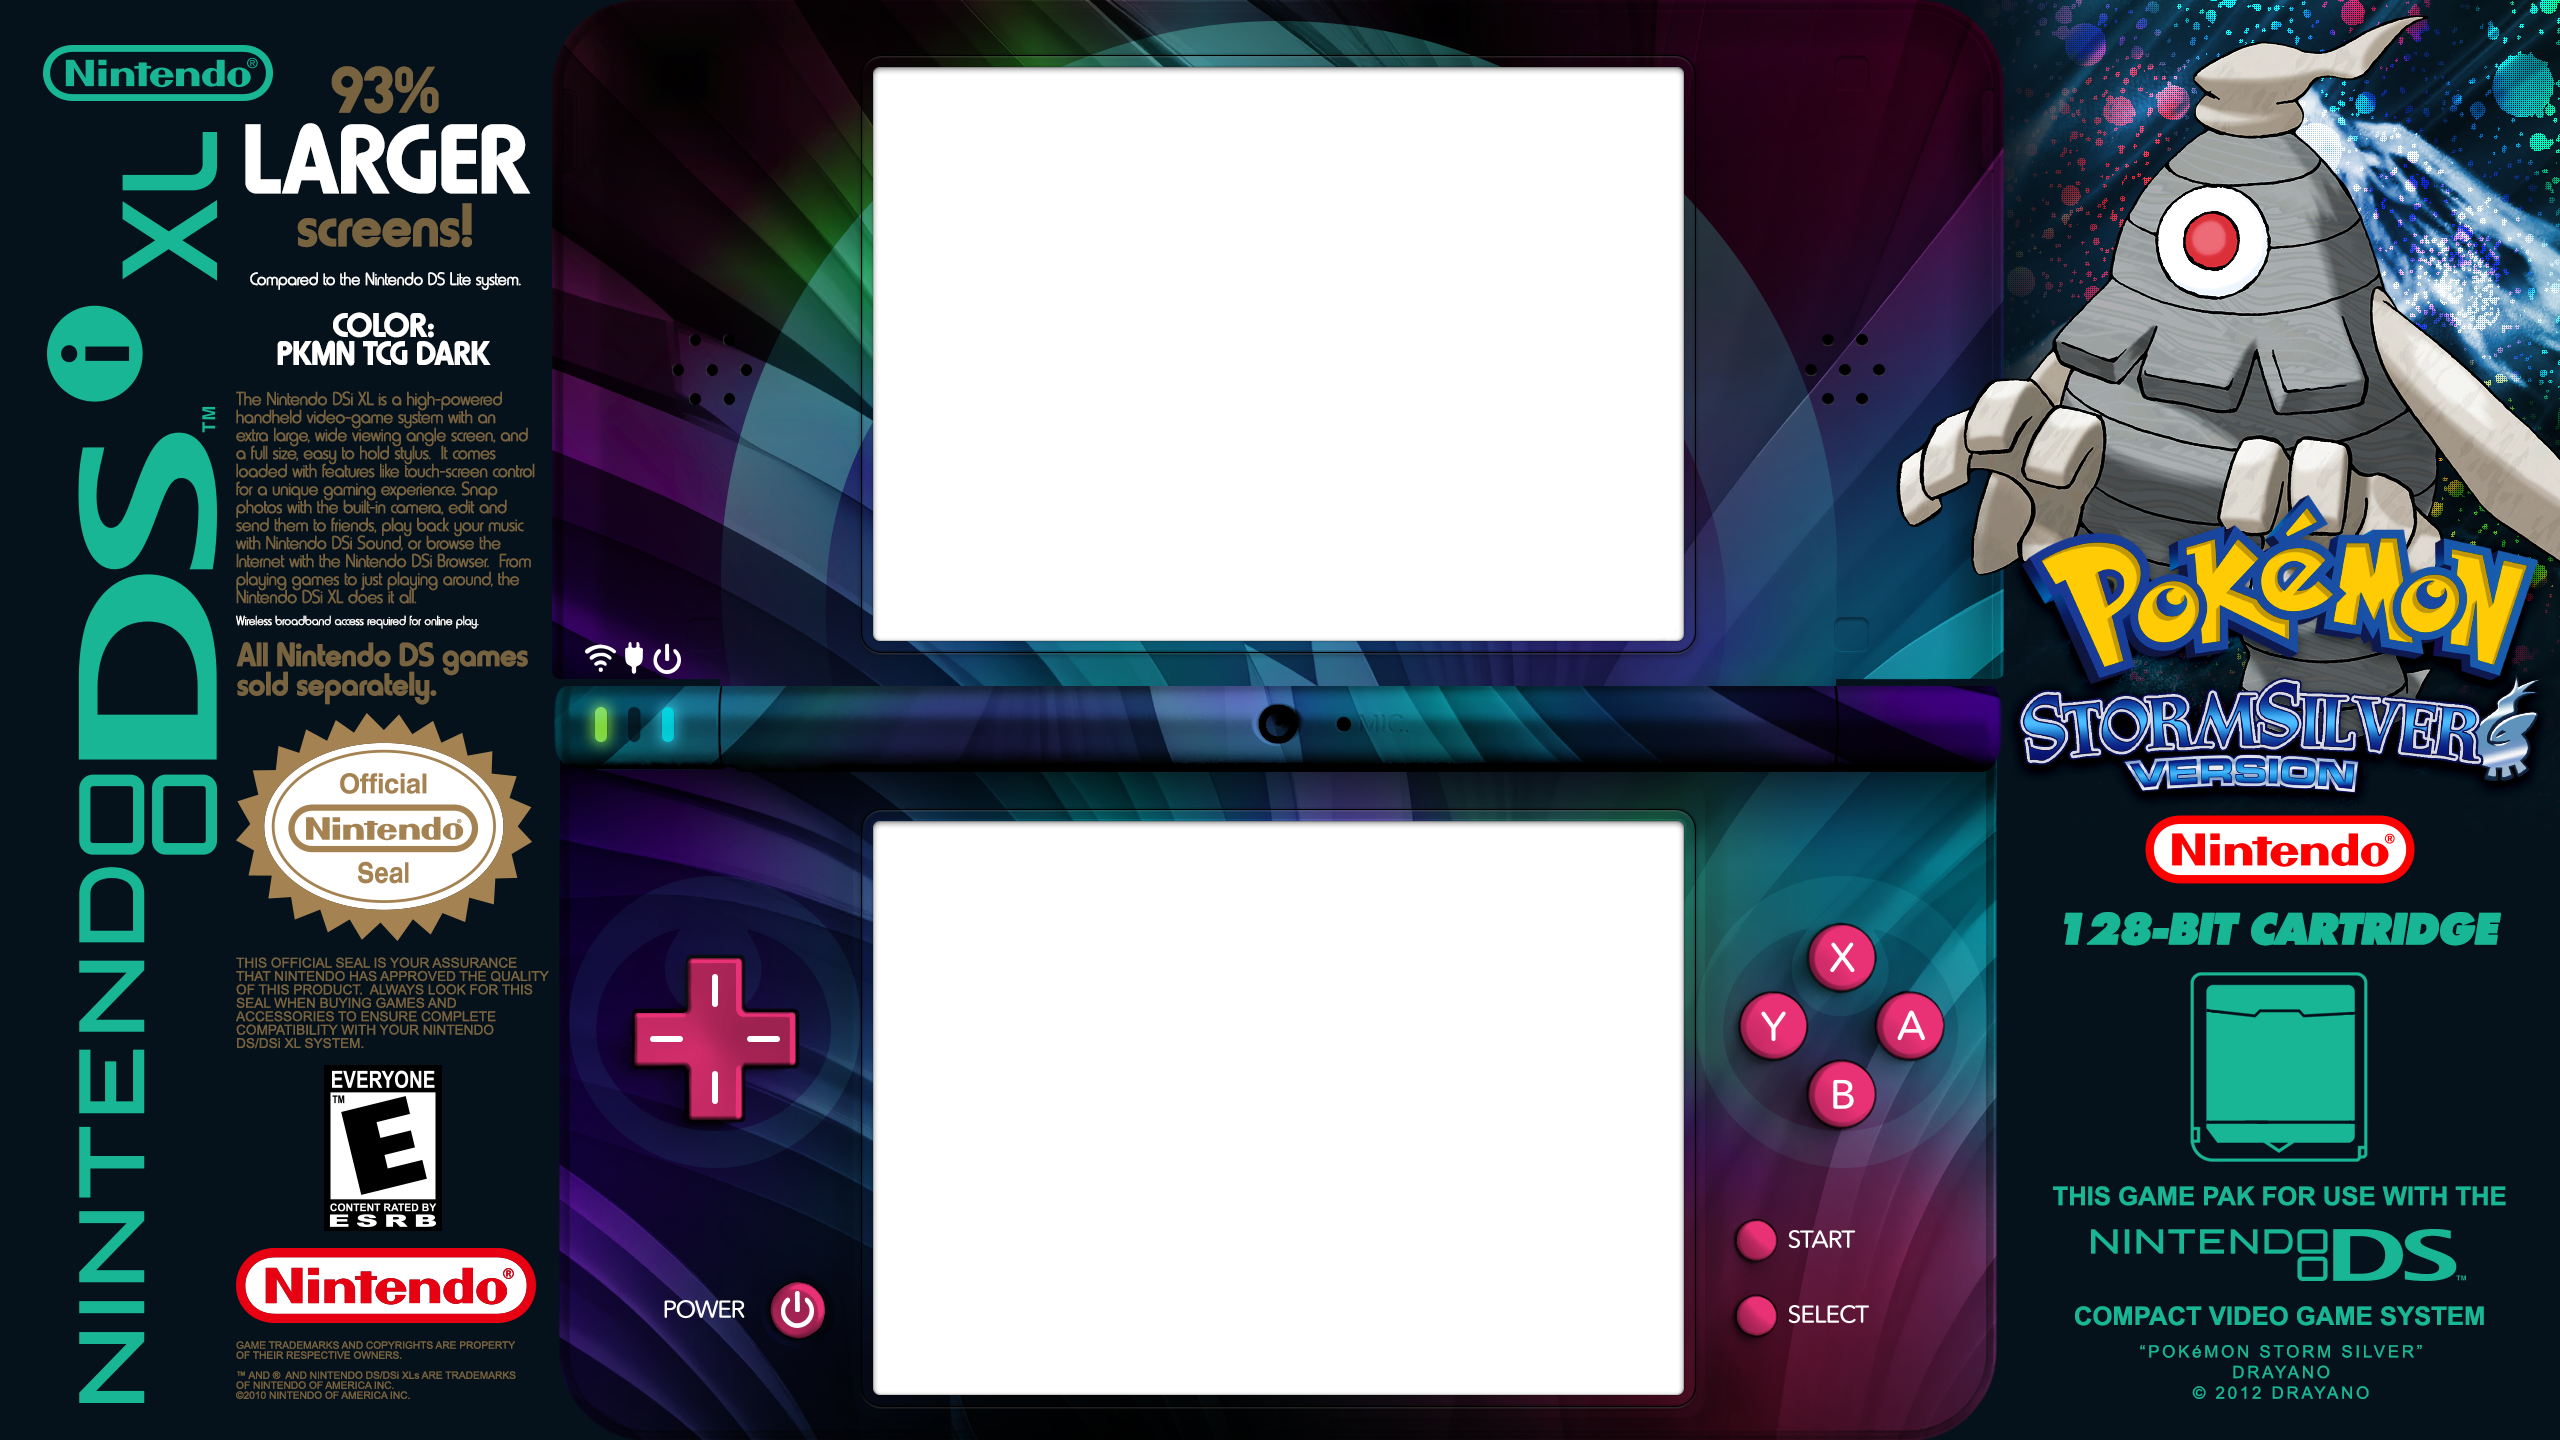 Nintendo®
NINTENDO DSi XL™
93%
LARGER
screens!
Compared to the Nintendo DS Lite system.
COLOR:
PKMN TCG DARK
The Nintendo DSi XL is a high-powered
handheld video-game system with an
extra large, wide viewing angle screen, and
a full size, easy to hold stylus. It comes
loaded with features like touch-screen control
for a unique gaming experience. Snap
photos with the built-in camera, edit and
send them to friends, play back your music
with Nintendo DSi Sound, or browse the
Internet with the Nintendo DSi Browser. From
playing games to just playing around, the
Nintendo DSi XL does it all.
Wireless broadband access required for online play.
All Nintendo DS games
sold separately.
Official
Nintendo®
Seal
THIS OFFICIAL SEAL IS YOUR ASSURANCE
THAT NINTENDO HAS APPROVED THE QUALITY
OF THIS PRODUCT. ALWAYS LOOK FOR THIS
SEAL WHEN BUYING GAMES AND
ACCESSORIES TO ENSURE COMPLETE
COMPATIBILITY WITH YOUR NINTENDO
DS/DSi XL SYSTEM.
EVERYONE
TM
E
CONTENT RATED BY
ESRB
Nintendo®
GAME TRADEMARKS AND COPYRIGHTS ARE PROPERTY
OF THEIR RESPECTIVE OWNERS.
™ AND ® AND NINTENDO DS/DSi XLs ARE TRADEMARKS
OF NINTENDO OF AMERICA INC.
©2010 NINTENDO OF AMERICA INC.
MIC.
X
Y
A
B
START
SELECT
POWER
POKéMON
STORMSILVER
VERSION
Nintendo®
128-BIT CARTRIDGE
THIS GAME PAK FOR USE WITH THE
NINTENDO DS™
COMPACT VIDEO GAME SYSTEM
“POKéMON STORM SILVER”
DRAYANO
© 2012 DRAYANO